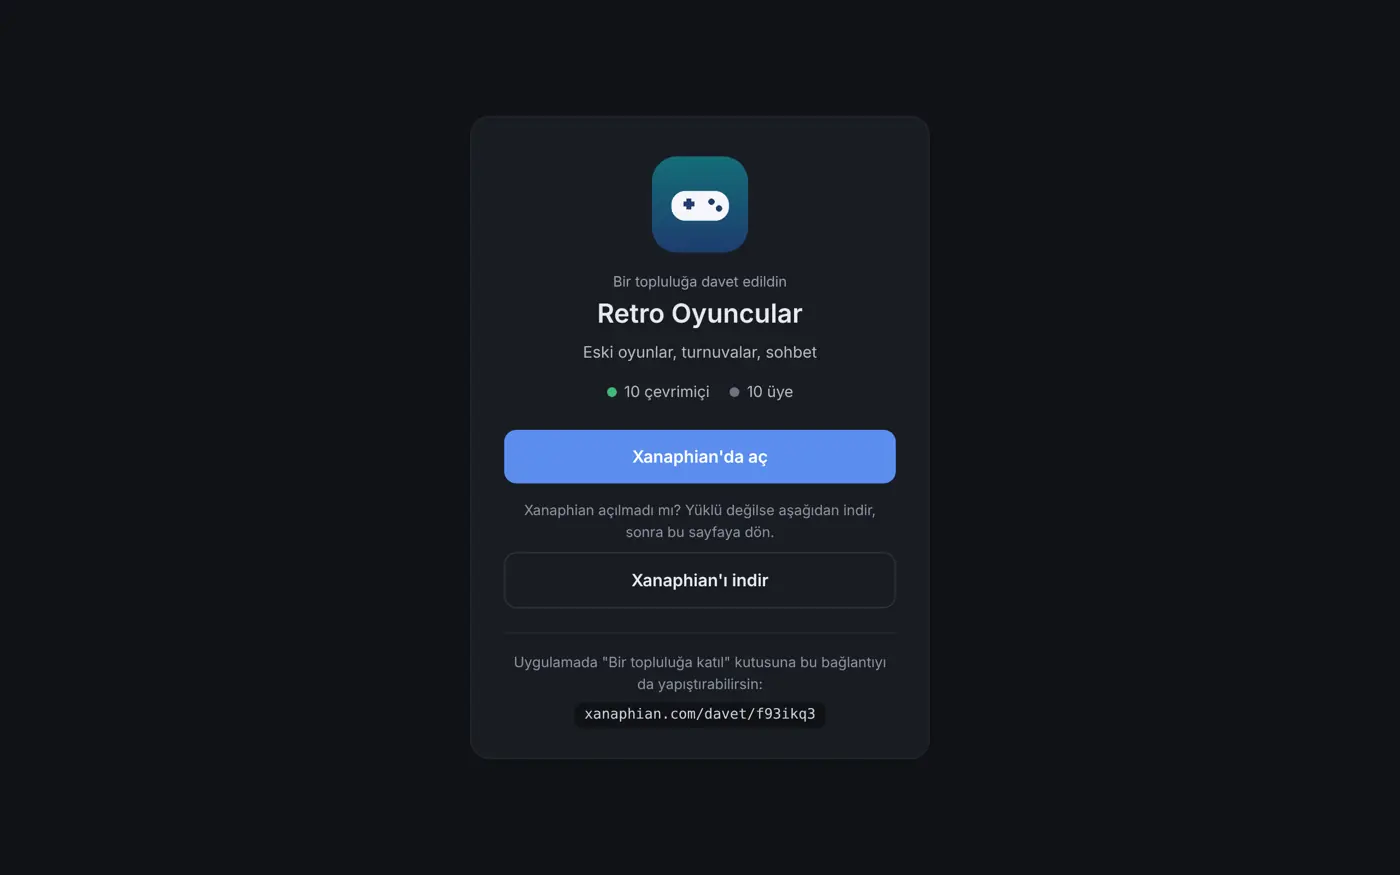 Bir topluluğa davet edildin
Retro Oyuncular
Eski oyunlar, turnuvalar, sohbet
10 çevrimiçi 10 üye
Xanaphian'da aç
Xanaphian açılmadı mı? Yüklü değilse aşağıdan indir,
sonra bu sayfaya dön.
Xanaphian'ı indir
Uygulamada "Bir topluluğa katıl" kutusuna bu bağlantıyı
da yapıştırabilirsin:
xanaphian.com/davet/f93ikq3